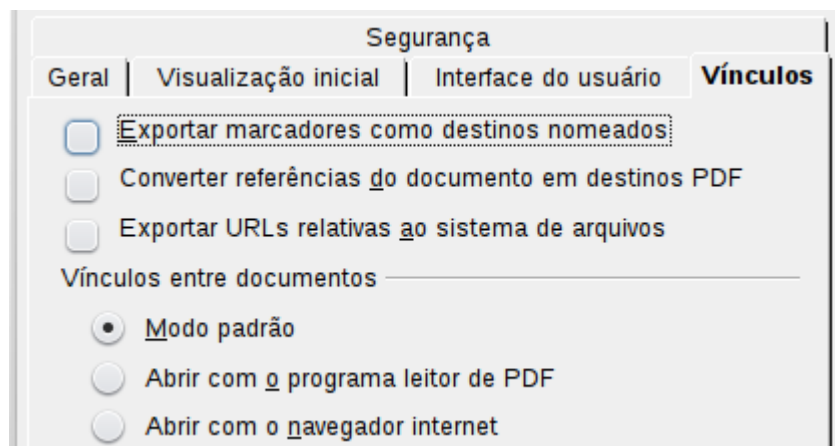 Segurança
Geral Visualização inicial Interface do usuário Vínculos
Exportar marcadores como destinos nomeados
Converter referências do documento em destinos PDF
Exportar URLs relativas ao sistema de arquivos
Vínculos entre documentos
Modo padrão
Abrir com o programa leitor de PDF
Abrir com o navegador internet